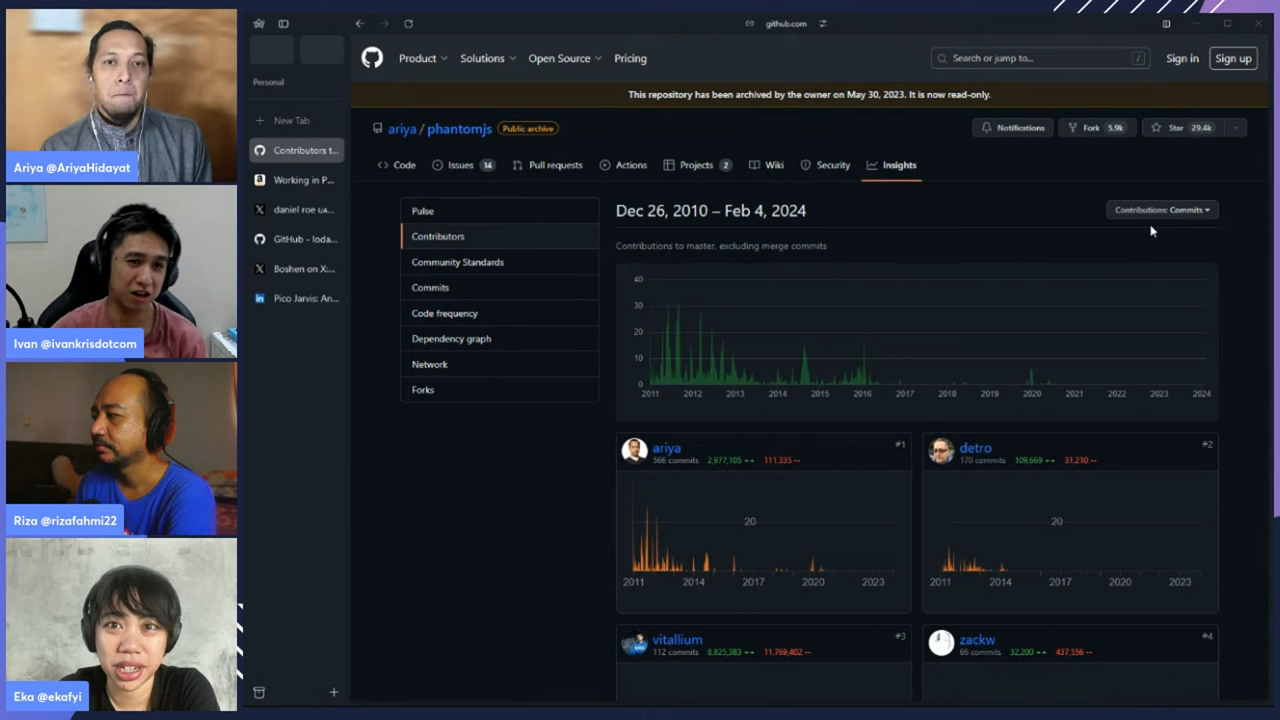 Ariya @AriyaHidayat
Ivan @ivankrisdotcom
Riza @rizafahmi22
Eka @ekafyi
Personal
New Tab
Contributors t...
Working in P...
daniel roe UA...
GitHub - loda...
Boshen on X:...
Pico Jarvis: An...
github.com
Product
Solutions
Open Source
Pricing
Search or jump to...
/
Sign in
Sign up
This repository has been archived by the owner on May 30, 2023. It is now read-only.
ariya / phantomjs Public archive
Notifications
Fork 5.9k
Star 29.4k
Code
Issues 14
Pull requests
Actions
Projects 2
Wiki
Security
Insights
Pulse
Contributors
Community Standards
Commits
Code frequency
Dependency graph
Network
Forks
Dec 26, 2010 – Feb 4, 2024
Contributions: Commits
Contributions to master, excluding merge commits
40
30
20
10
0
2011 2012 2013 2014 2015 2016 2017 2018 2019 2020 2021 2022 2023 2024
ariya #1
566 commits 2,977,105 ++ 111,335 --
20
2011 2014 2017 2020 2023
detro #2
170 commits 109,669 ++ 31,210 --
20
2011 2014 2017 2020 2023
vitallium #3
112 commits 8,825,383 ++ 11,769,402 --
zackw #4
66 commits 32,200 ++ 437,556 --